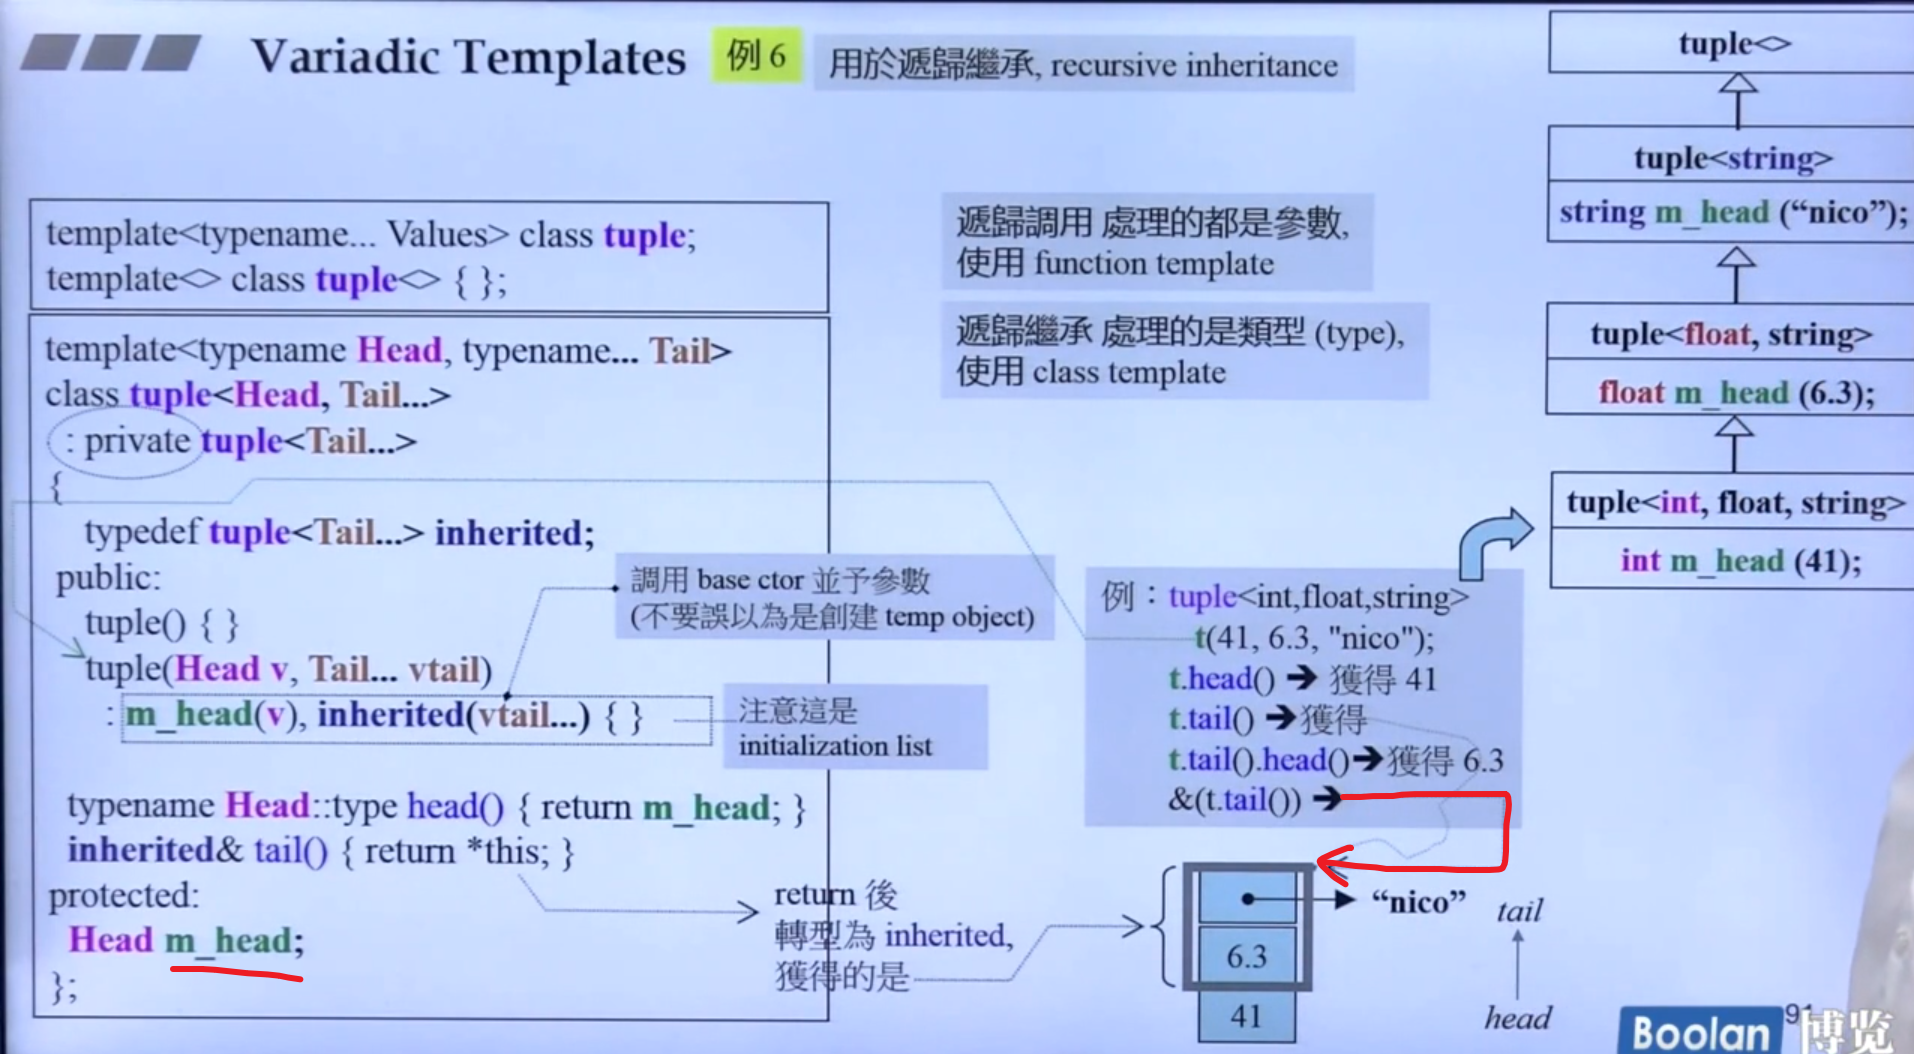 Variadic Templates
例 6
用於遞歸繼承, recursive inheritance
template<typename... Values> class tuple;
template<> class tuple<> { };
template<typename Head, typename... Tail>
class tuple<Head, Tail...>
: private tuple<Tail...>
{
typedef tuple<Tail...> inherited;
public:
tuple() { }
tuple(Head v, Tail... vtail)
: m_head(v), inherited(vtail...) { }
typename Head::type head() { return m_head; }
inherited& tail() { return *this; }
protected:
Head m_head;
};
調用 base ctor 並予參數
(不要誤以為是創建 temp object)
注意這是
initialization list
return 後
轉型為 inherited,
獲得的是
遞歸調用 處理的都是參數,
使用 function template
遞歸繼承 處理的是類型 (type),
使用 class template
例：tuple<int,float,string>
t(41, 6.3, "nico");
t.head() ➔ 獲得 41
t.tail() ➔獲得
t.tail().head()➔獲得 6.3
&(t.tail()) ➔
“nico”
6.3
41
tail
head
tuple<>
tuple<string>
string m_head (“nico”);
tuple<float, string>
float m_head (6.3);
tuple<int, float, string>
int m_head (41);
Boolan 博览